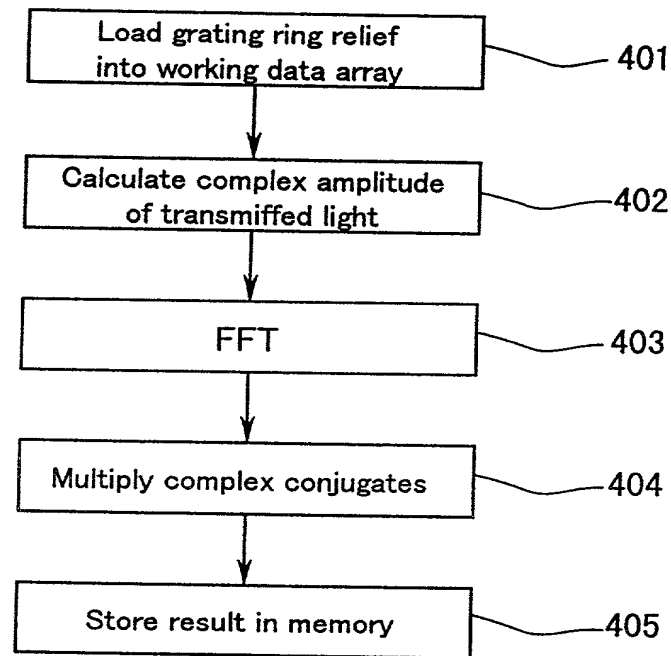 Load grating ring relief
into working data array
401
Calculate complex amplitude
of transmiffed light
402
FFT
403
Multiply complex conjugates
404
Store result in memory
405